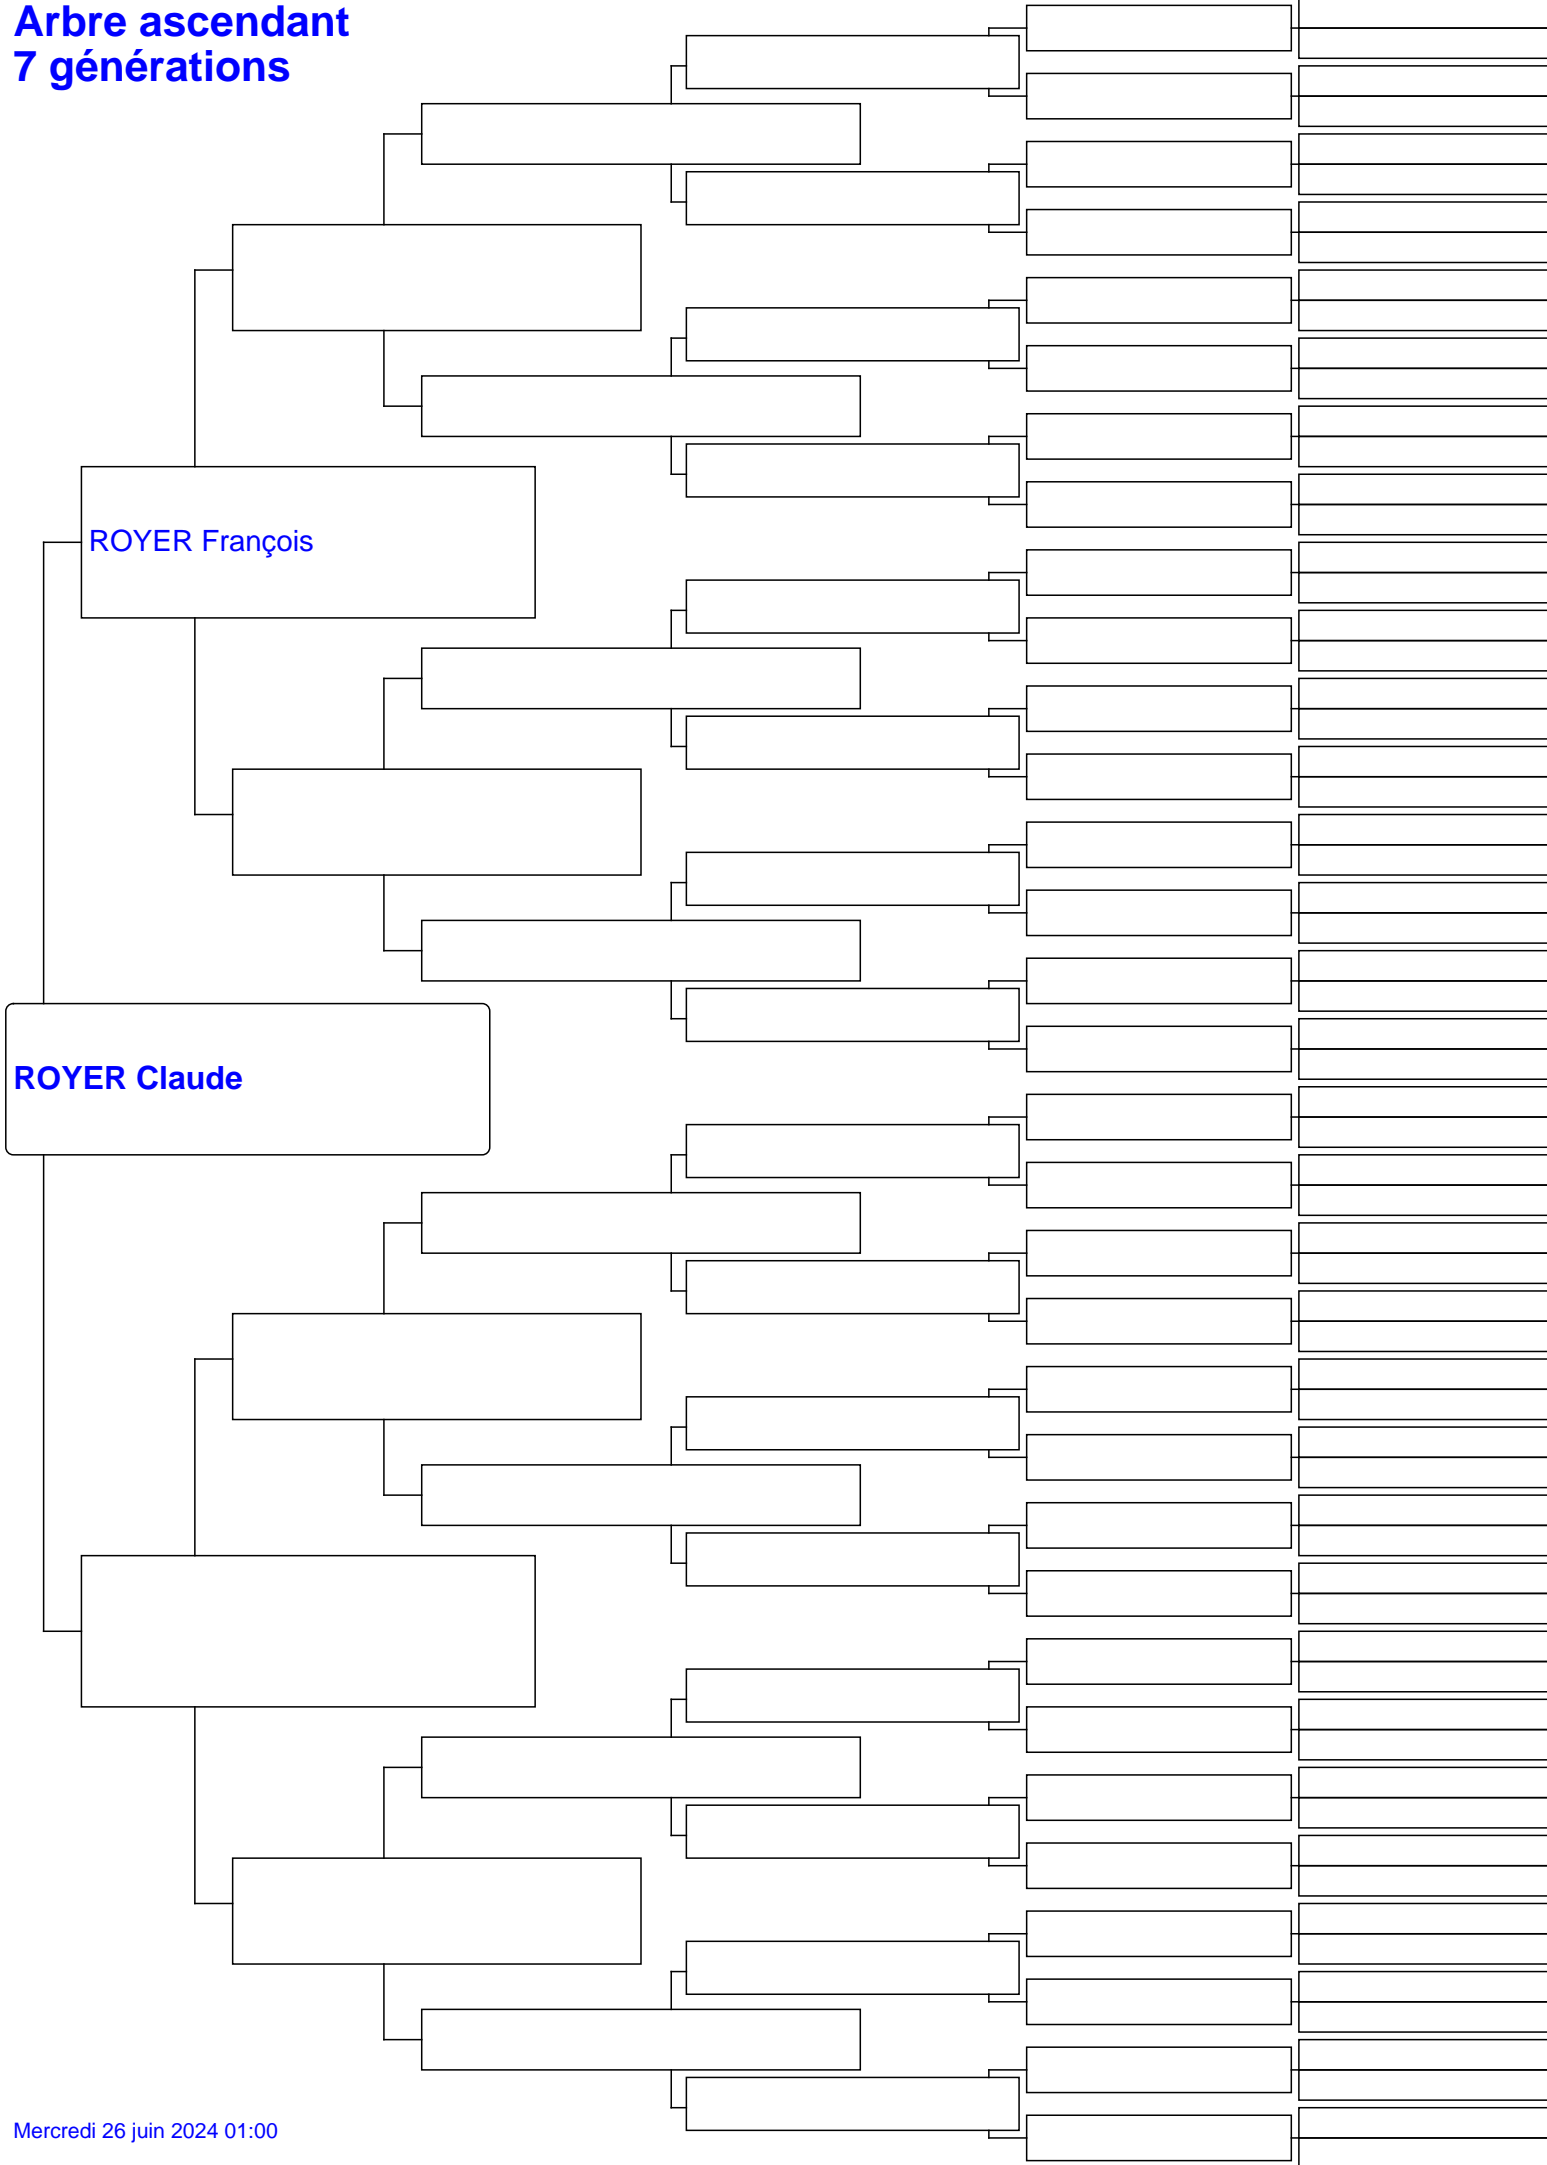 Arbre ascendant
7 générations
ROYER François
ROYER Claude
Mercredi 26 juin 2024 01:00